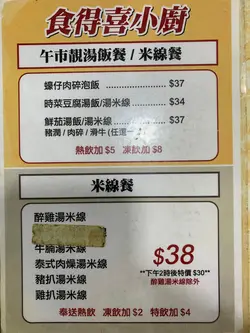 食得喜小廚
午市靚湯飯餐 / 米線餐
蠔仔肉碎泡飯 $37
時菜豆腐湯飯/湯米線 $34
鮮茄湯飯/湯米線 $37
豬潤 / 肉碎 / 滑牛 (任選一
熱飲加 $5 凍飲加 $8
米線餐
醉雞湯米線
牛腩湯米線
泰式肉燥湯米線
豬扒湯米線
雞扒湯米線
$38
**下午2時後特價 $30**
醉雞湯米線除外
奉送熱飲 凍飲加 $2 特飲加 $4